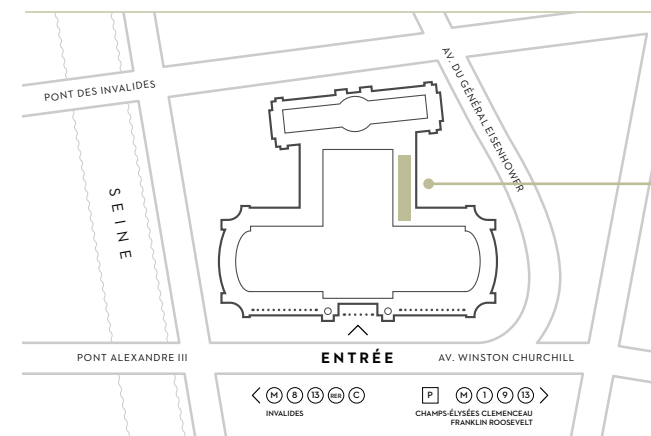 AV. DU GÉNÉRAL EISENHOWER
PONT DES INVALIDES
SEINE
PONT ALEXANDRE III
ENTRÉE
AV. WINSTON CHURCHILL
M 8 13 RER C
INVALIDES
P M 1 9 13
CHAMPS-ÉLYSÉES CLEMENCEAU
FRANKLIN ROOSEVELT